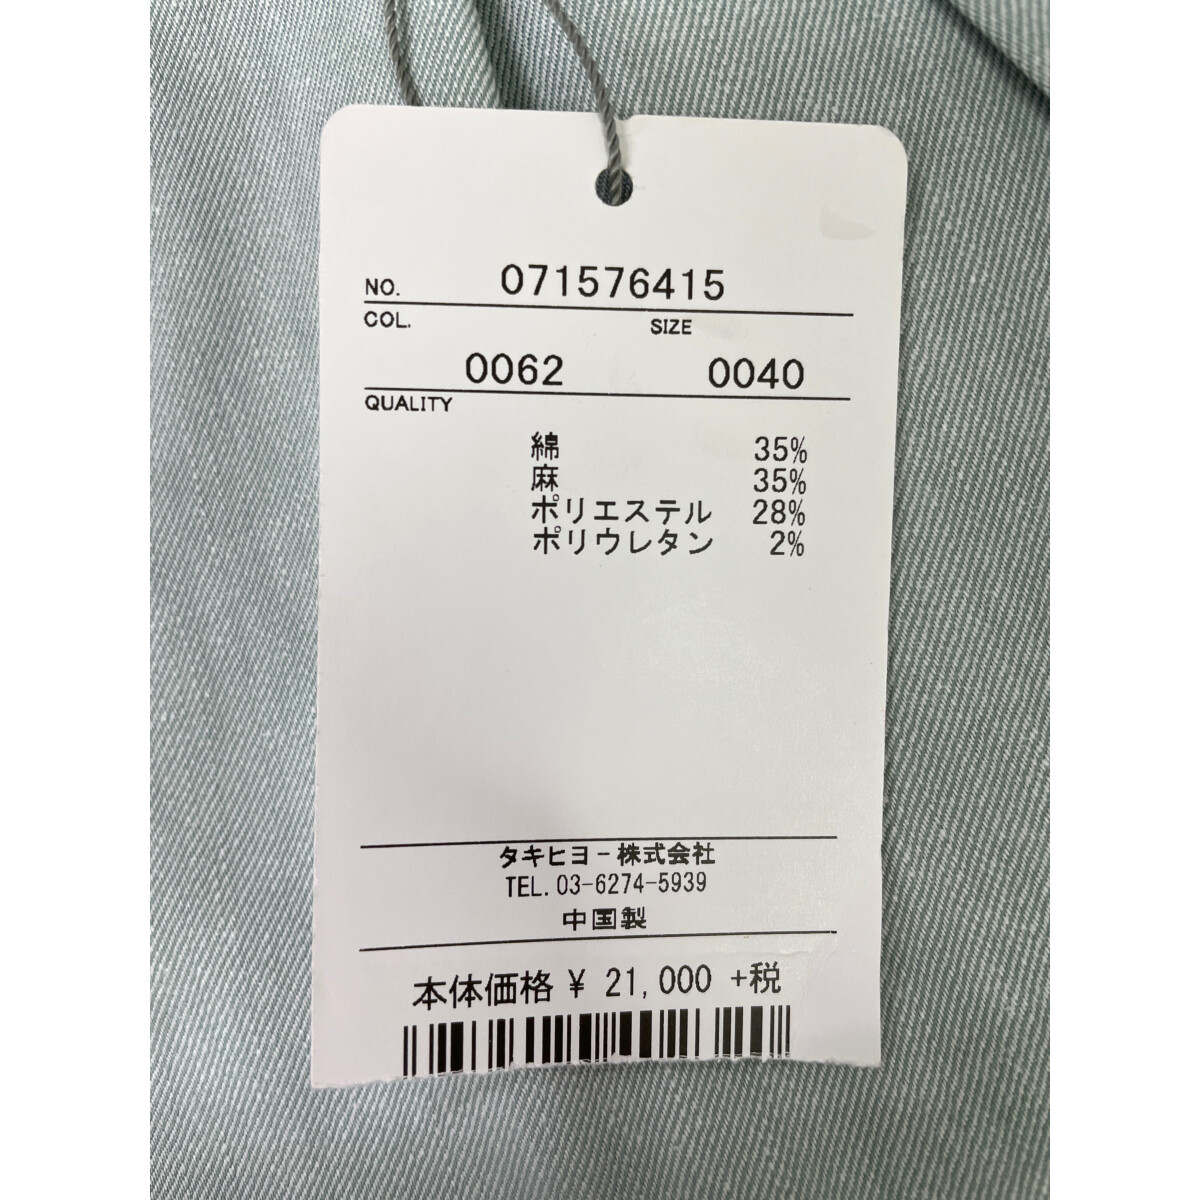 NO. 071576415
COL. SIZE
0062 0040
QUALITY
綿 35%
麻 35%
ポリエステル 28%
ポリウレタン 2%
タキヒヨー株式会社
TEL. 03-6274-5939
中国製
本体価格 ¥ 21,000 +税